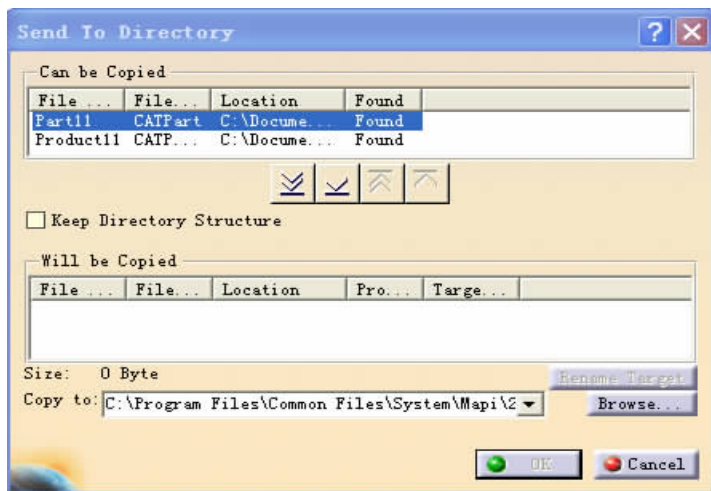 Send To Directory
Can be Copied
File ... File... Location Found
Part11 CATPart C:\Docume... Found
Product11 CATP... C:\Docume... Found
Keep Directory Structure
Will be Copied
File ... File... Location Pro... Targe...
Size: 0 Byte
Rename Target
Copy to: C:\Program Files\Common Files\System\Mapi\2
Browse...
OK Cancel